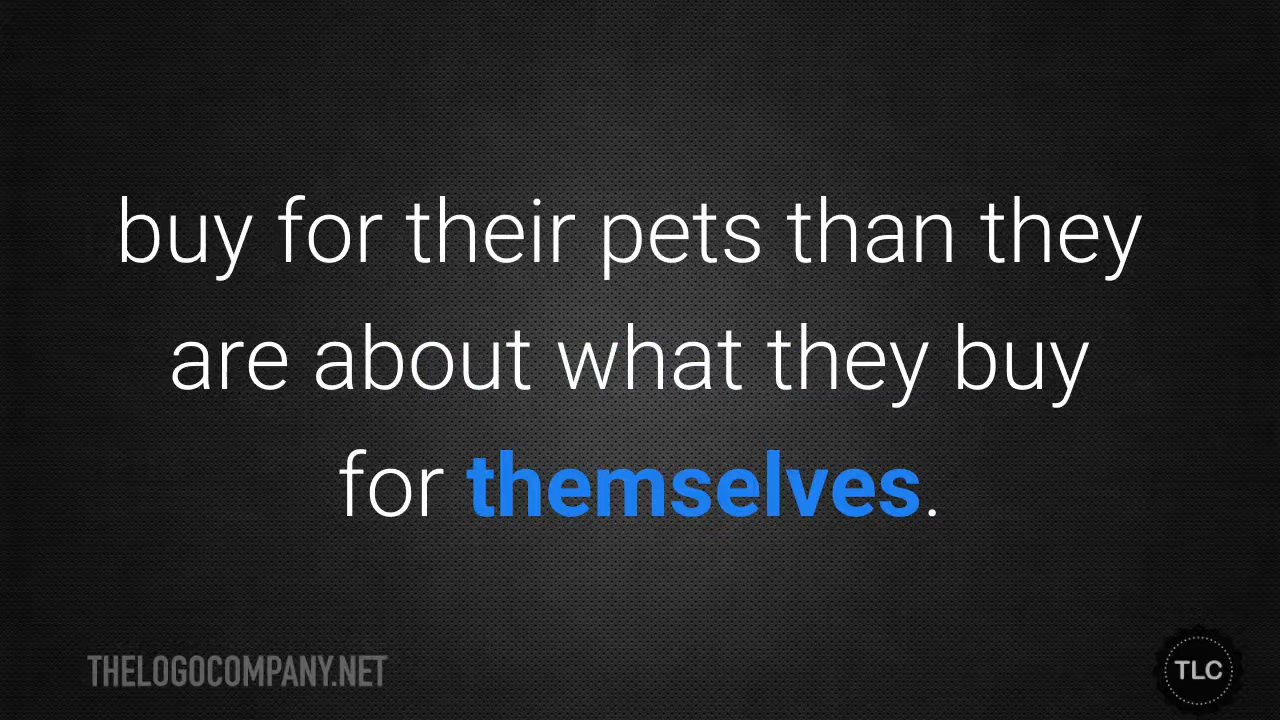 buy for their pets than they
are about what they buy
for themselves.
THELOGOCOMPANY.NET
TLC